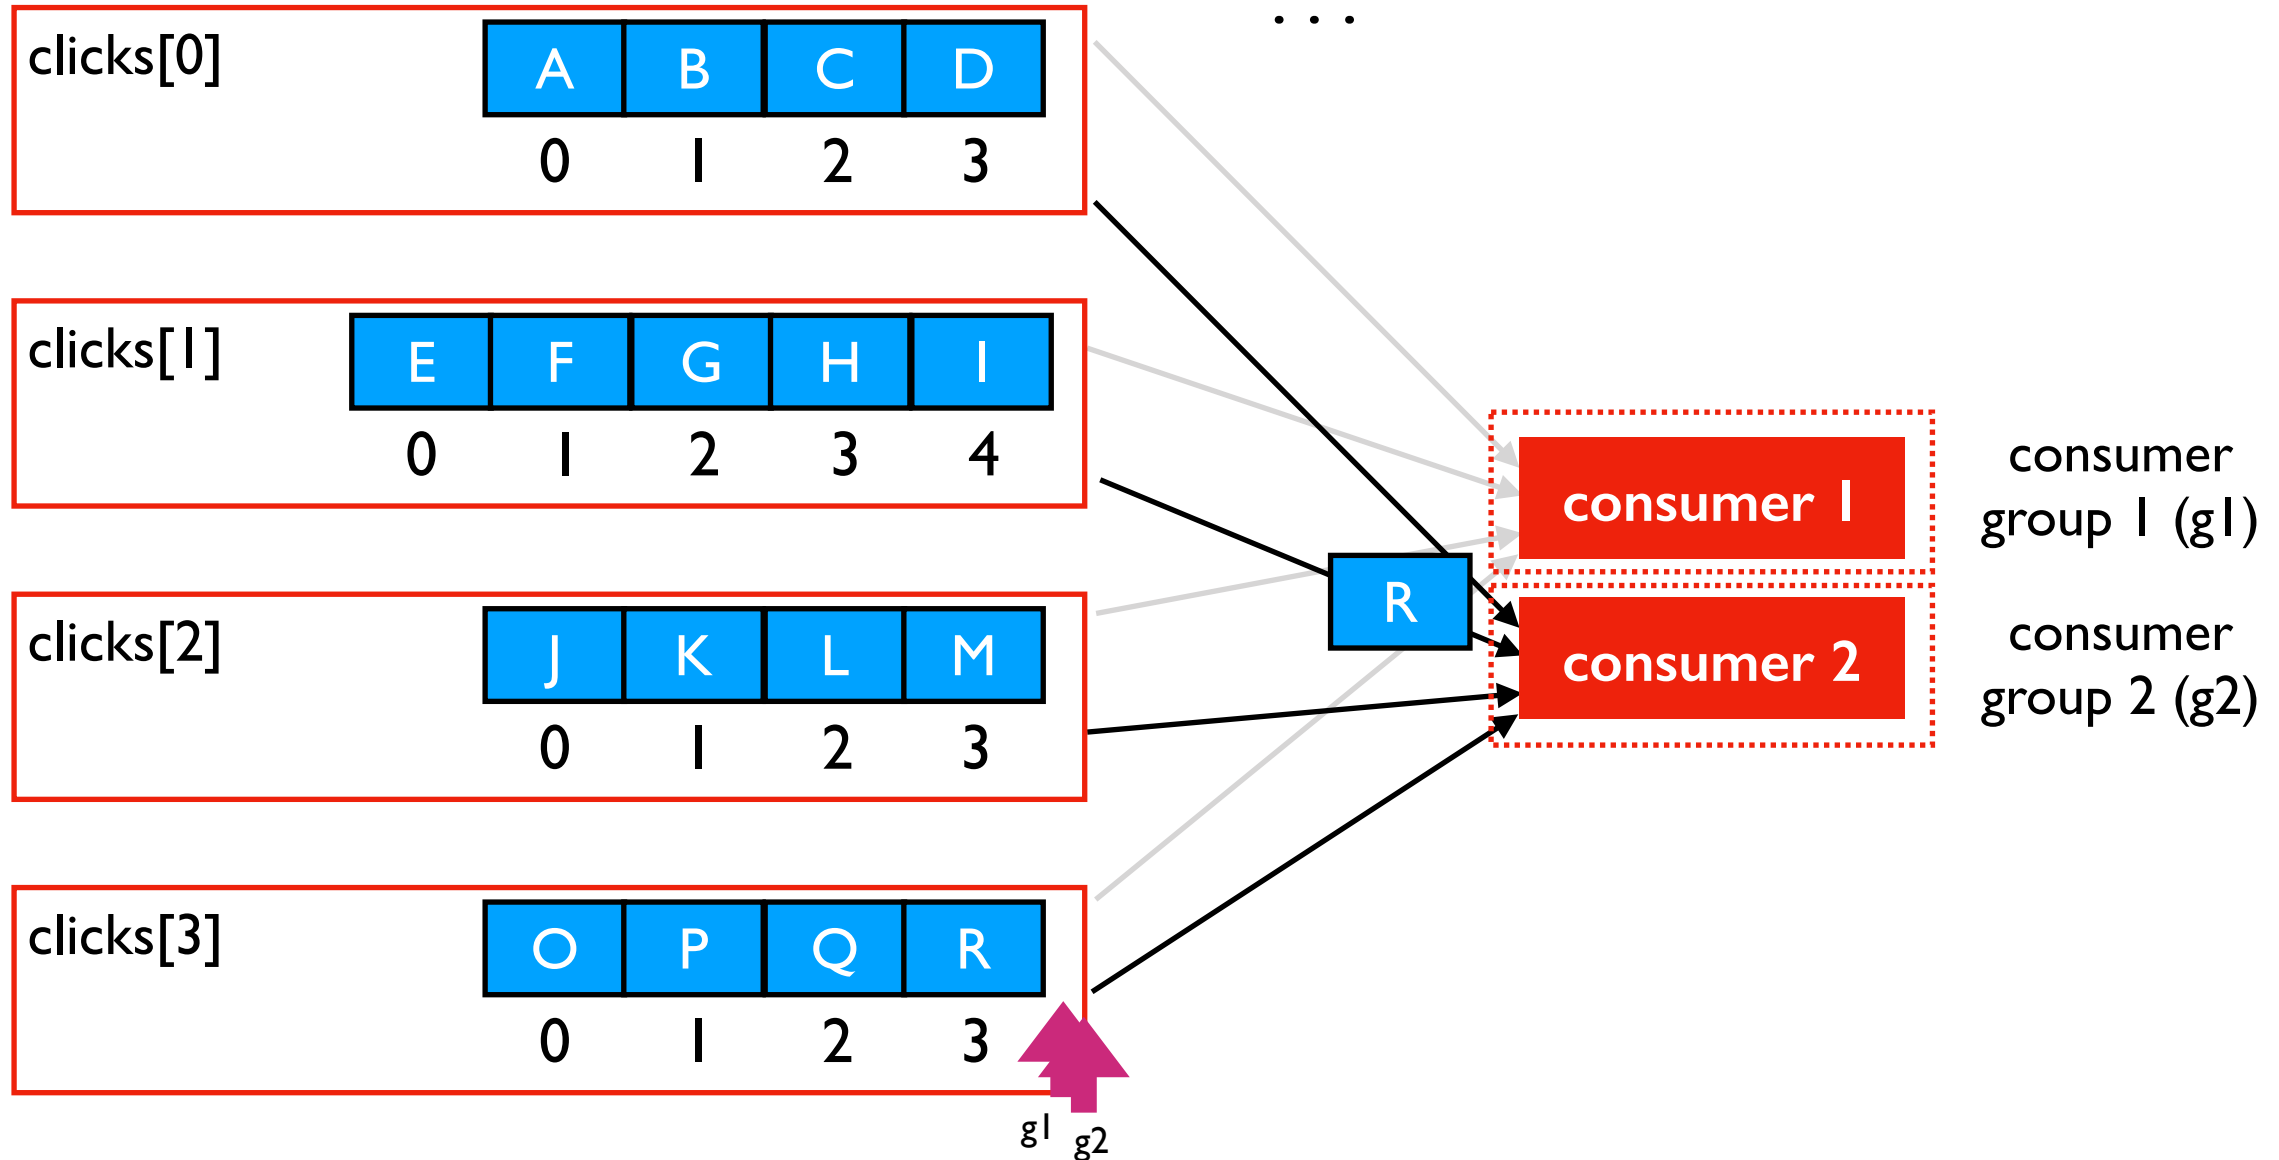 . . .
clicks[0]
A B C D
0 1 2 3
clicks[1]
E F G H I
0 1 2 3 4
consumer 1
consumer
group 1 (g1)
R
clicks[2]
J K L M
0 1 2 3
consumer 2
consumer
group 2 (g2)
clicks[3]
O P Q R
0 1 2 3
g1
g2